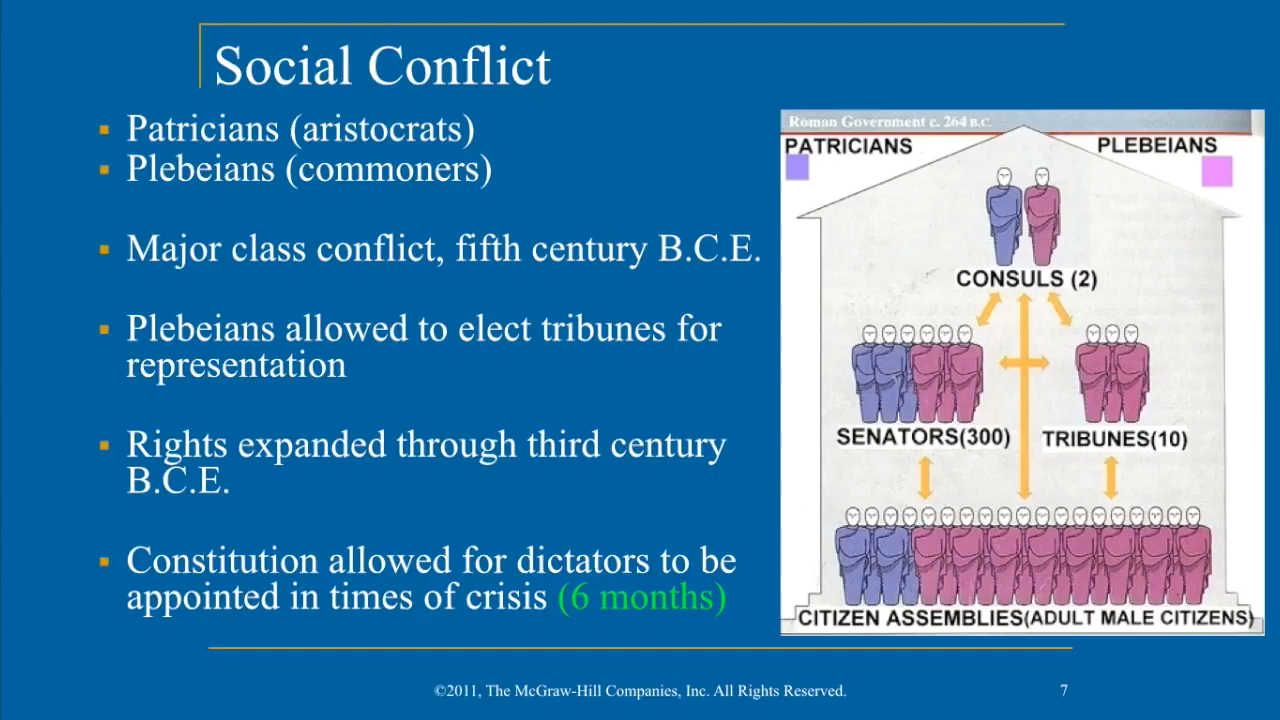 Social Conflict
Patricians (aristocrats)
Plebeians (commoners)
Major class conflict, fifth century B.C.E.
Plebeians allowed to elect tribunes for
representation
Rights expanded through third century
B.C.E.
Constitution allowed for dictators to be
appointed in times of crisis (6 months)
Roman Government c. 264 B.C.
PATRICIANS
PLEBEIANS
CONSULS (2)
SENATORS(300)
TRIBUNES(10)
CITIZEN ASSEMBLIES(ADULT MALE CITIZENS)
©2011, The McGraw-Hill Companies, Inc. All Rights Reserved.
7